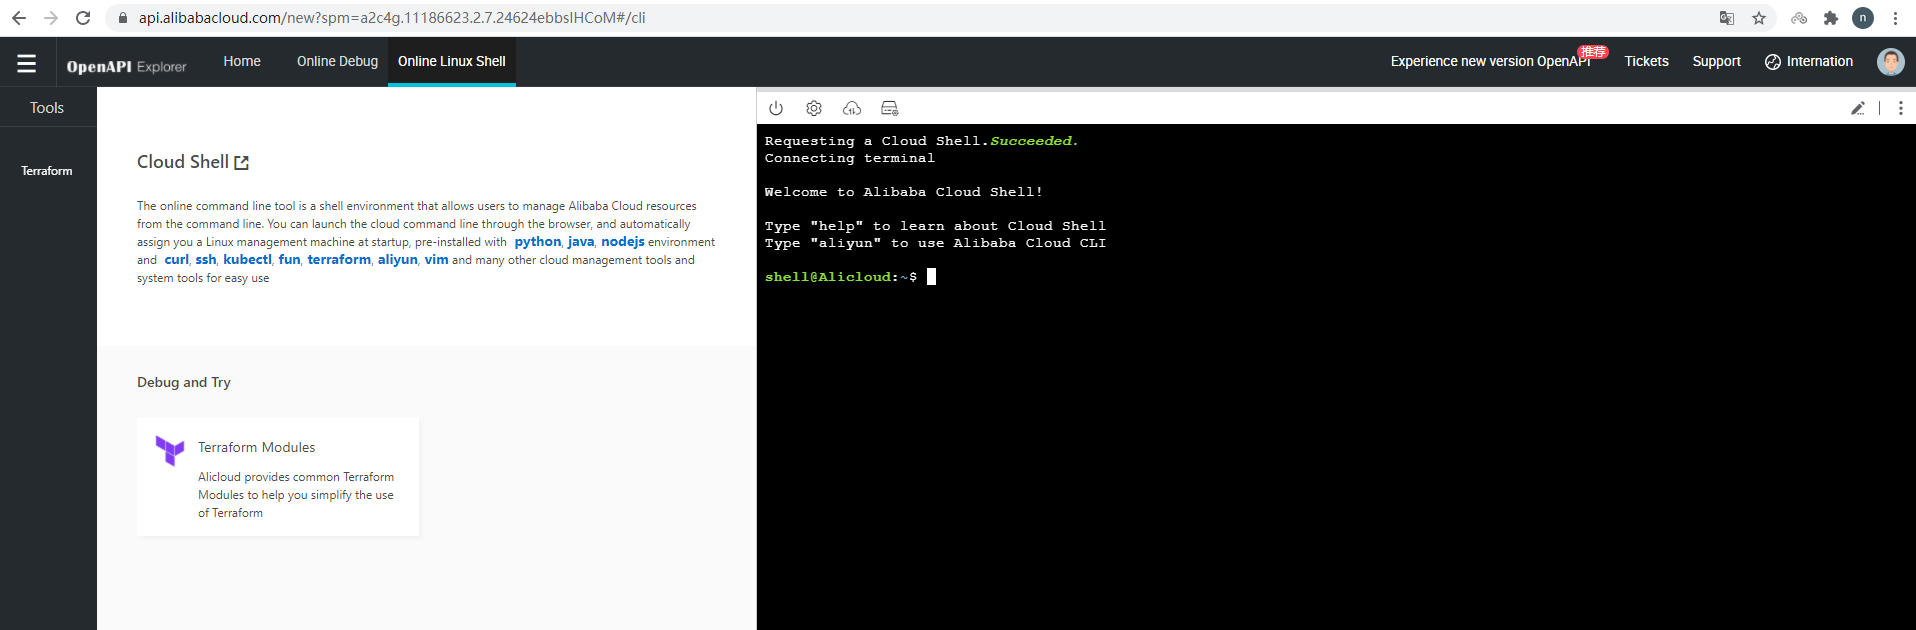 api.alibabacloud.com/new?spm=a2c4g.11186623.2.7.24624ebbsIHCoM#/cli
n
OpenAPI Explorer
Home
Online Debug
Online Linux Shell
Experience new version OpenAPI
推荐
Tickets
Support
Internation
Tools
Terraform
Cloud Shell
The online command line tool is a shell environment that allows users to manage Alibaba Cloud resources
from the command line. You can launch the cloud command line through the browser, and automatically
assign you a Linux management machine at startup, pre-installed with python, java, nodejs environment
and curl, ssh, kubectl, fun, terraform, aliyun, vim and many other cloud management tools and
system tools for easy use
Debug and Try
Terraform Modules
Alicloud provides common Terraform
Modules to help you simplify the use
of Terraform
Requesting a Cloud Shell.Succeeded.
Connecting terminal
Welcome to Alibaba Cloud Shell!
Type "help" to learn about Cloud Shell
Type "aliyun" to use Alibaba Cloud CLI
shell@Alicloud:~$